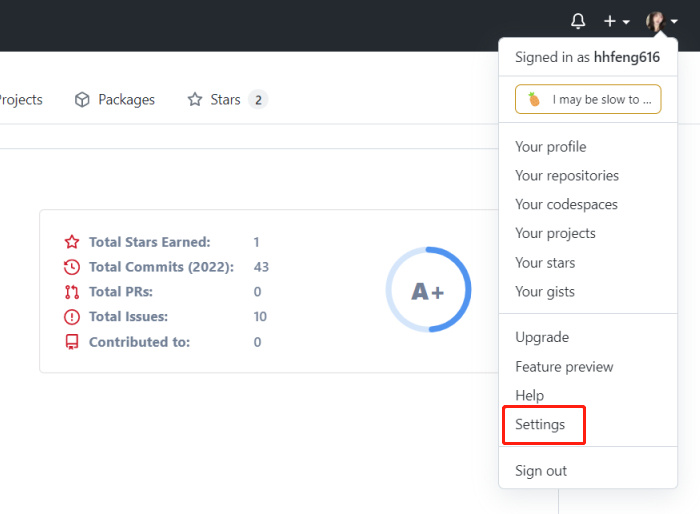 Signed in as hhfeng616
I may be slow to ...
Projects
Packages
Stars 2
Your profile
Your repositories
Your codespaces
Your projects
Your stars
Your gists
Total Stars Earned: 1
Total Commits (2022): 43
Total PRs: 0
Total Issues: 10
Contributed to: 0
A+
Upgrade
Feature preview
Help
Settings
Sign out